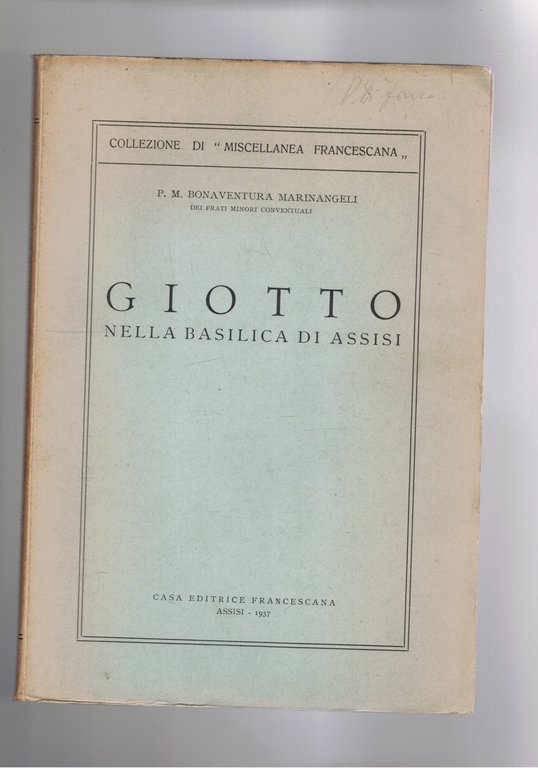 COLLEZIONE DI "MISCELLANEA FRANCESCANA„
P. M. BONAVENTURA MARINANGELI
DEI FRATI MINORI CONVENTUALI
GIOTTO
NELLA BASILICA DI ASSISI
CASA EDITRICE FRANCESCANA
ASSISI - 1937